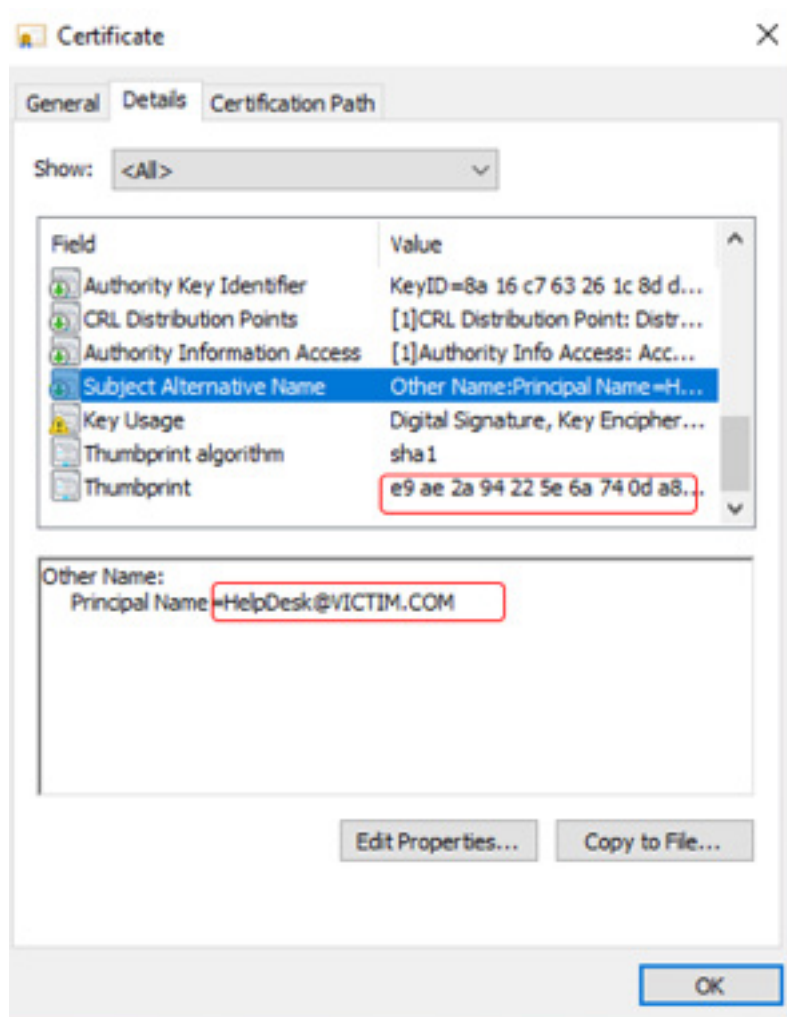 Certificate
General Details Certification Path
Show: <All>
Field Value
Authority Key Identifier KeyID=8a 16 c7 63 26 1c 8d d...
CRL Distribution Points [1]CRL Distribution Point: Distr...
Authority Information Access [1]Authority Info Access: Acc...
Subject Alternative Name Other Name:Principal Name=H...
Key Usage Digital Signature, Key Encipher...
Thumbprint algorithm sha1
Thumbprint e9 ae 2a 94 22 5e 6a 74 0d a8...
Other Name:
Principal Name=HelpDesk@VICTIM.COM
Edit Properties... Copy to File...
OK